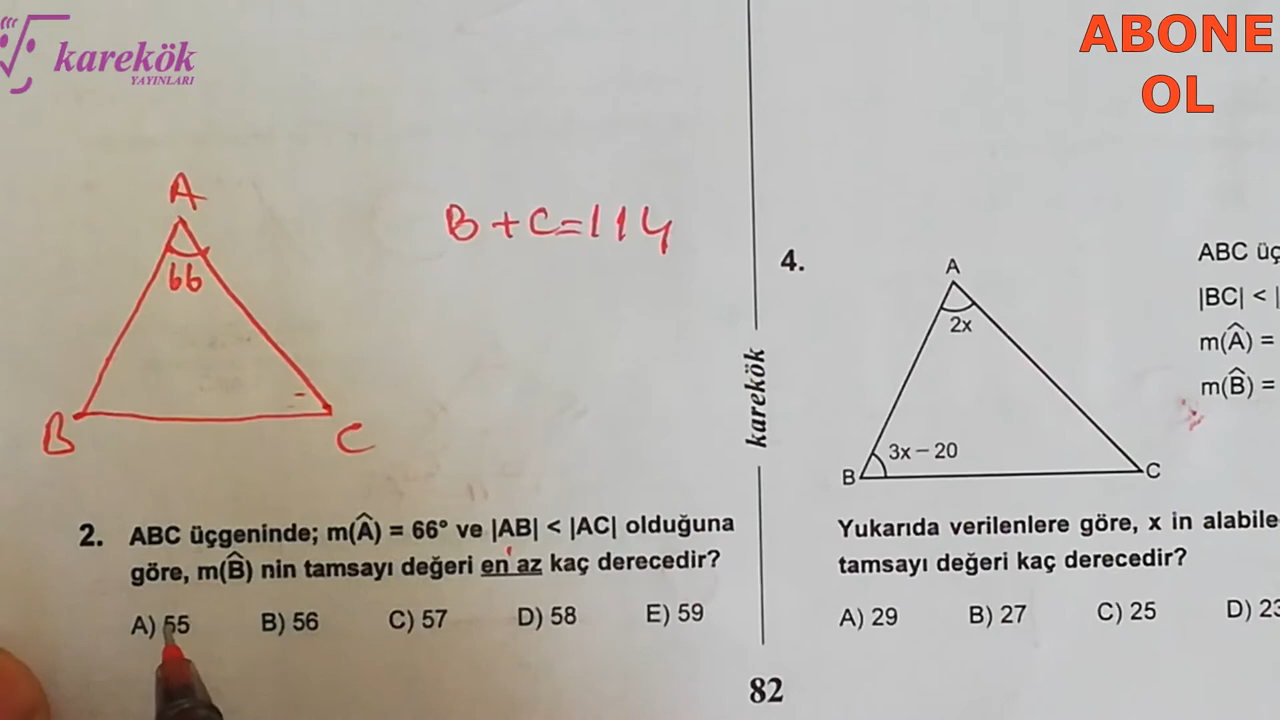 karekök
YAYINLARI
ABONE
OL
A
66
B
C
B + C = 114
2. ABC üçgeninde; m(Â) = 66° ve |AB| < |AC| olduğuna
göre, m(B̂) nin tamsayı değeri en az kaç derecedir?
A) 55 B) 56 C) 57 D) 58 E) 59
karekök
82
4.
A
2x
3x – 20
B
C
ABC üç
|BC| < |
m(Â) =
m(B̂) =
Yukarıda verilenlere göre, x in alabile
tamsayı değeri kaç derecedir?
A) 29 B) 27 C) 25 D) 23